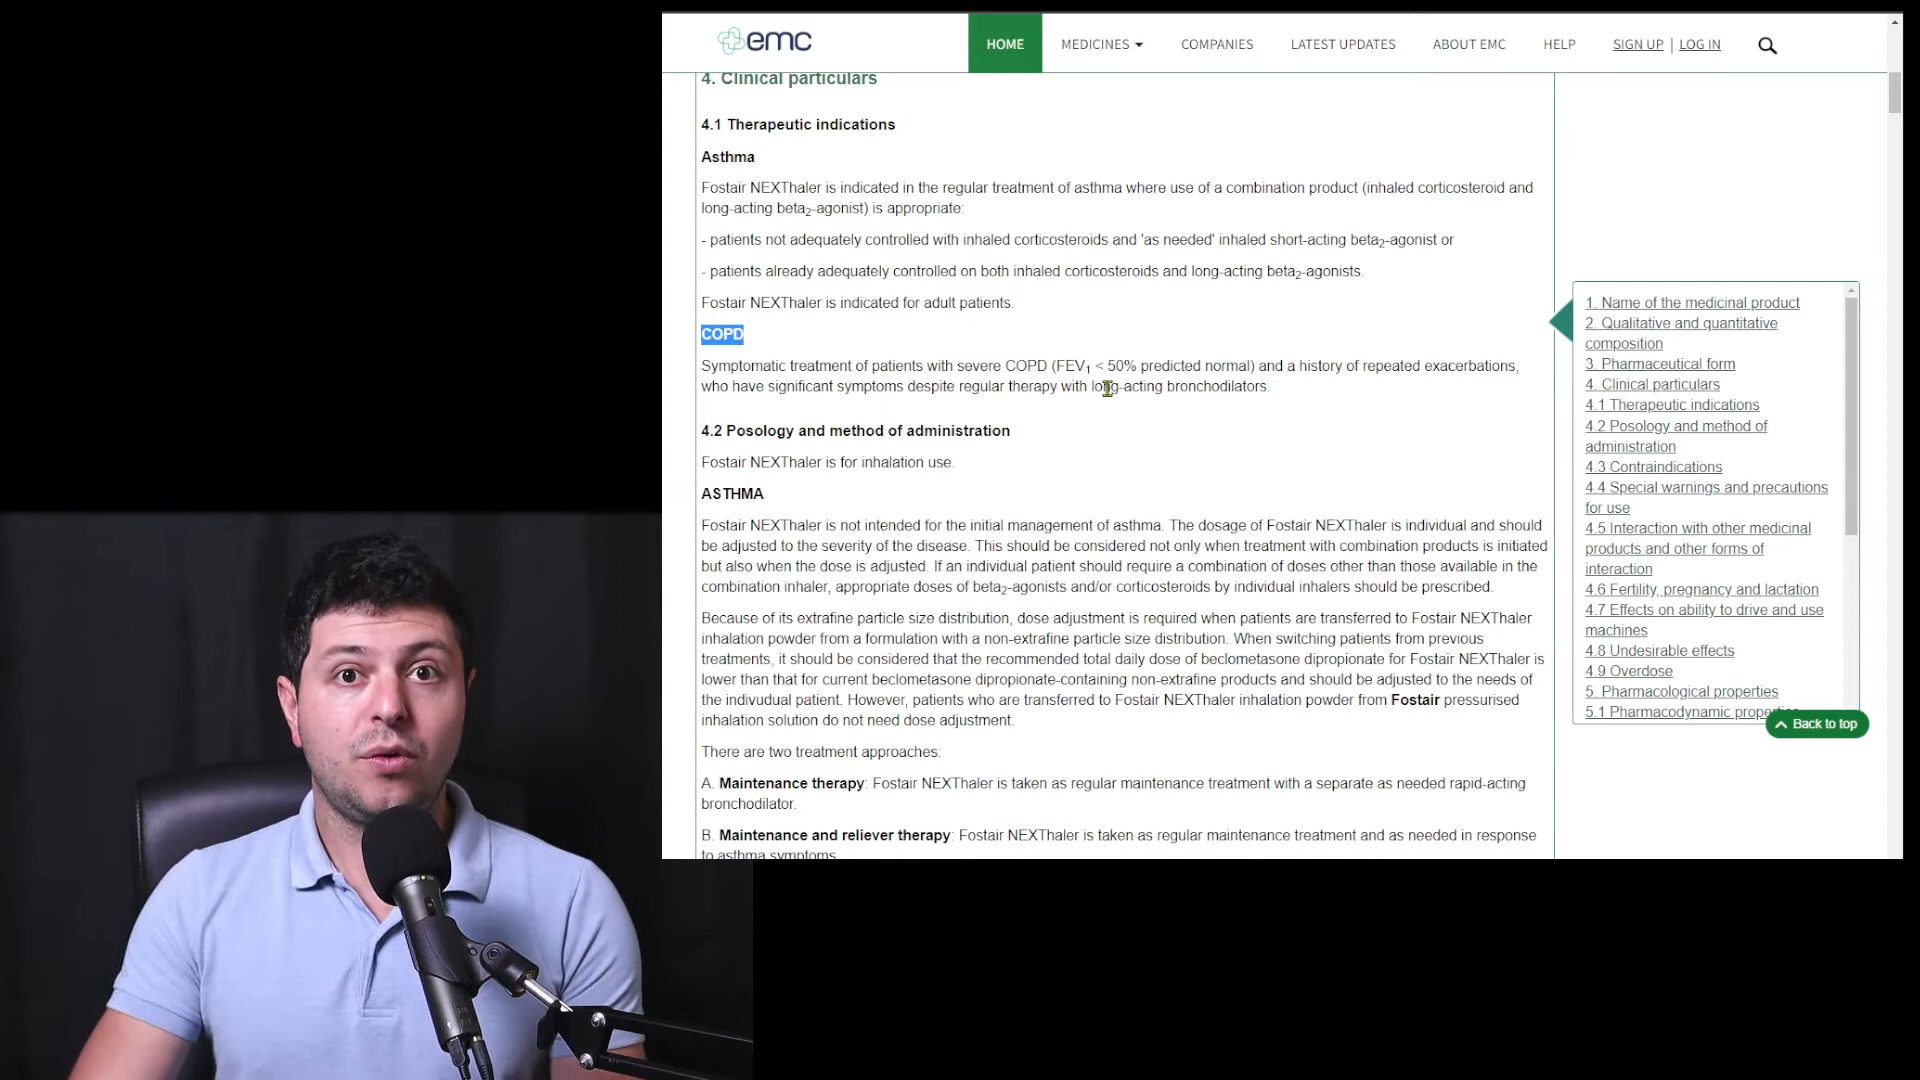 emc
HOME
MEDICINES
COMPANIES
LATEST UPDATES
ABOUT EMC
HELP
SIGN UP | LOG IN
4. Clinical particulars
4.1 Therapeutic indications
Asthma
Fostair NEXThaler is indicated in the regular treatment of asthma where use of a combination product (inhaled corticosteroid and
long-acting beta2-agonist) is appropriate:
- patients not adequately controlled with inhaled corticosteroids and 'as needed' inhaled short-acting beta2-agonist or
- patients already adequately controlled on both inhaled corticosteroids and long-acting beta2-agonists.
Fostair NEXThaler is indicated for adult patients.
COPD
Symptomatic treatment of patients with severe COPD (FEV1 < 50% predicted normal) and a history of repeated exacerbations,
who have significant symptoms despite regular therapy with long-acting bronchodilators.
4.2 Posology and method of administration
Fostair NEXThaler is for inhalation use.
ASTHMA
Fostair NEXThaler is not intended for the initial management of asthma. The dosage of Fostair NEXThaler is individual and should
be adjusted to the severity of the disease. This should be considered not only when treatment with combination products is initiated
but also when the dose is adjusted. If an individual patient should require a combination of doses other than those available in the
combination inhaler, appropriate doses of beta2-agonists and/or corticosteroids by individual inhalers should be prescribed.
Because of its extrafine particle size distribution, dose adjustment is required when patients are transferred to Fostair NEXThaler
inhalation powder from a formulation with a non-extrafine particle size distribution. When switching patients from previous
treatments, it should be considered that the recommended total daily dose of beclometasone dipropionate for Fostair NEXThaler is
lower than that for current beclometasone dipropionate-containing non-extrafine products and should be adjusted to the needs of
the indivudual patient. However, patients who are transferred to Fostair NEXThaler inhalation powder from Fostair pressurised
inhalation solution do not need dose adjustment.
There are two treatment approaches:
A. Maintenance therapy: Fostair NEXThaler is taken as regular maintenance treatment with a separate as needed rapid-acting
bronchodilator.
B. Maintenance and reliever therapy: Fostair NEXThaler is taken as regular maintenance treatment and as needed in response
to asthma symptoms.
1. Name of the medicinal product
2. Qualitative and quantitative
composition
3. Pharmaceutical form
4. Clinical particulars
4.1 Therapeutic indications
4.2 Posology and method of
administration
4.3 Contraindications
4.4 Special warnings and precautions
for use
4.5 Interaction with other medicinal
products and other forms of
interaction
4.6 Fertility, pregnancy and lactation
4.7 Effects on ability to drive and use
machines
4.8 Undesirable effects
4.9 Overdose
5. Pharmacological properties
5.1 Pharmacodynamic properties
Back to top